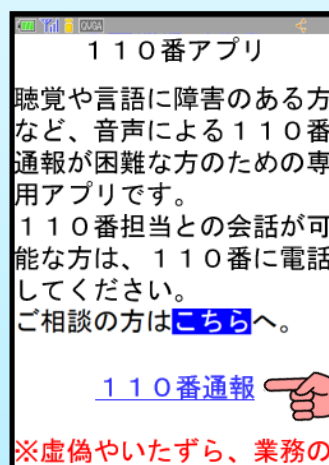 QVGA
110番アプリ
聴覚や言語に障害のある方
など、音声による110番
通報が困難な方のための専
用アプリです。
110番担当との会話が可
能な方は、110番に電話
してください。
ご相談の方はこちらへ。
110番通報
※虚偽やいたずら、業務の